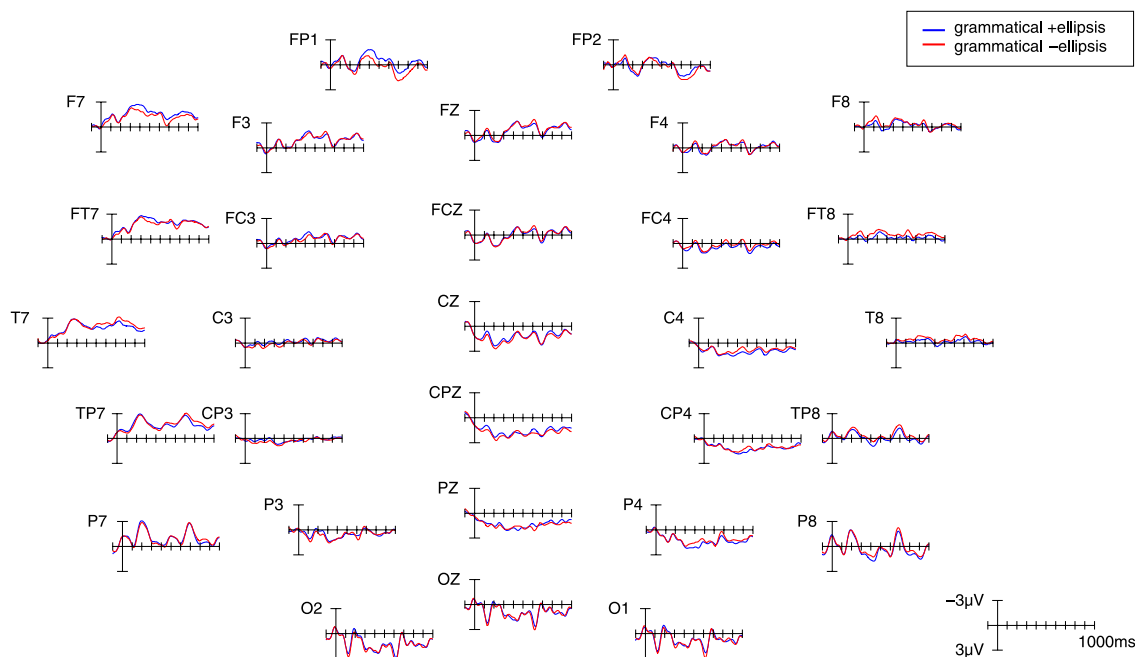 grammatical +ellipsis
grammatical −ellipsis
FP1
FP2
F7
F3
FZ
F4
F8
FT7
FC3
FCZ
FC4
FT8
T7
C3
CZ
C4
T8
TP7
CP3
CPZ
CP4
TP8
P7
P3
PZ
P4
P8
O2
OZ
O1
−3µV
3µV
1000ms